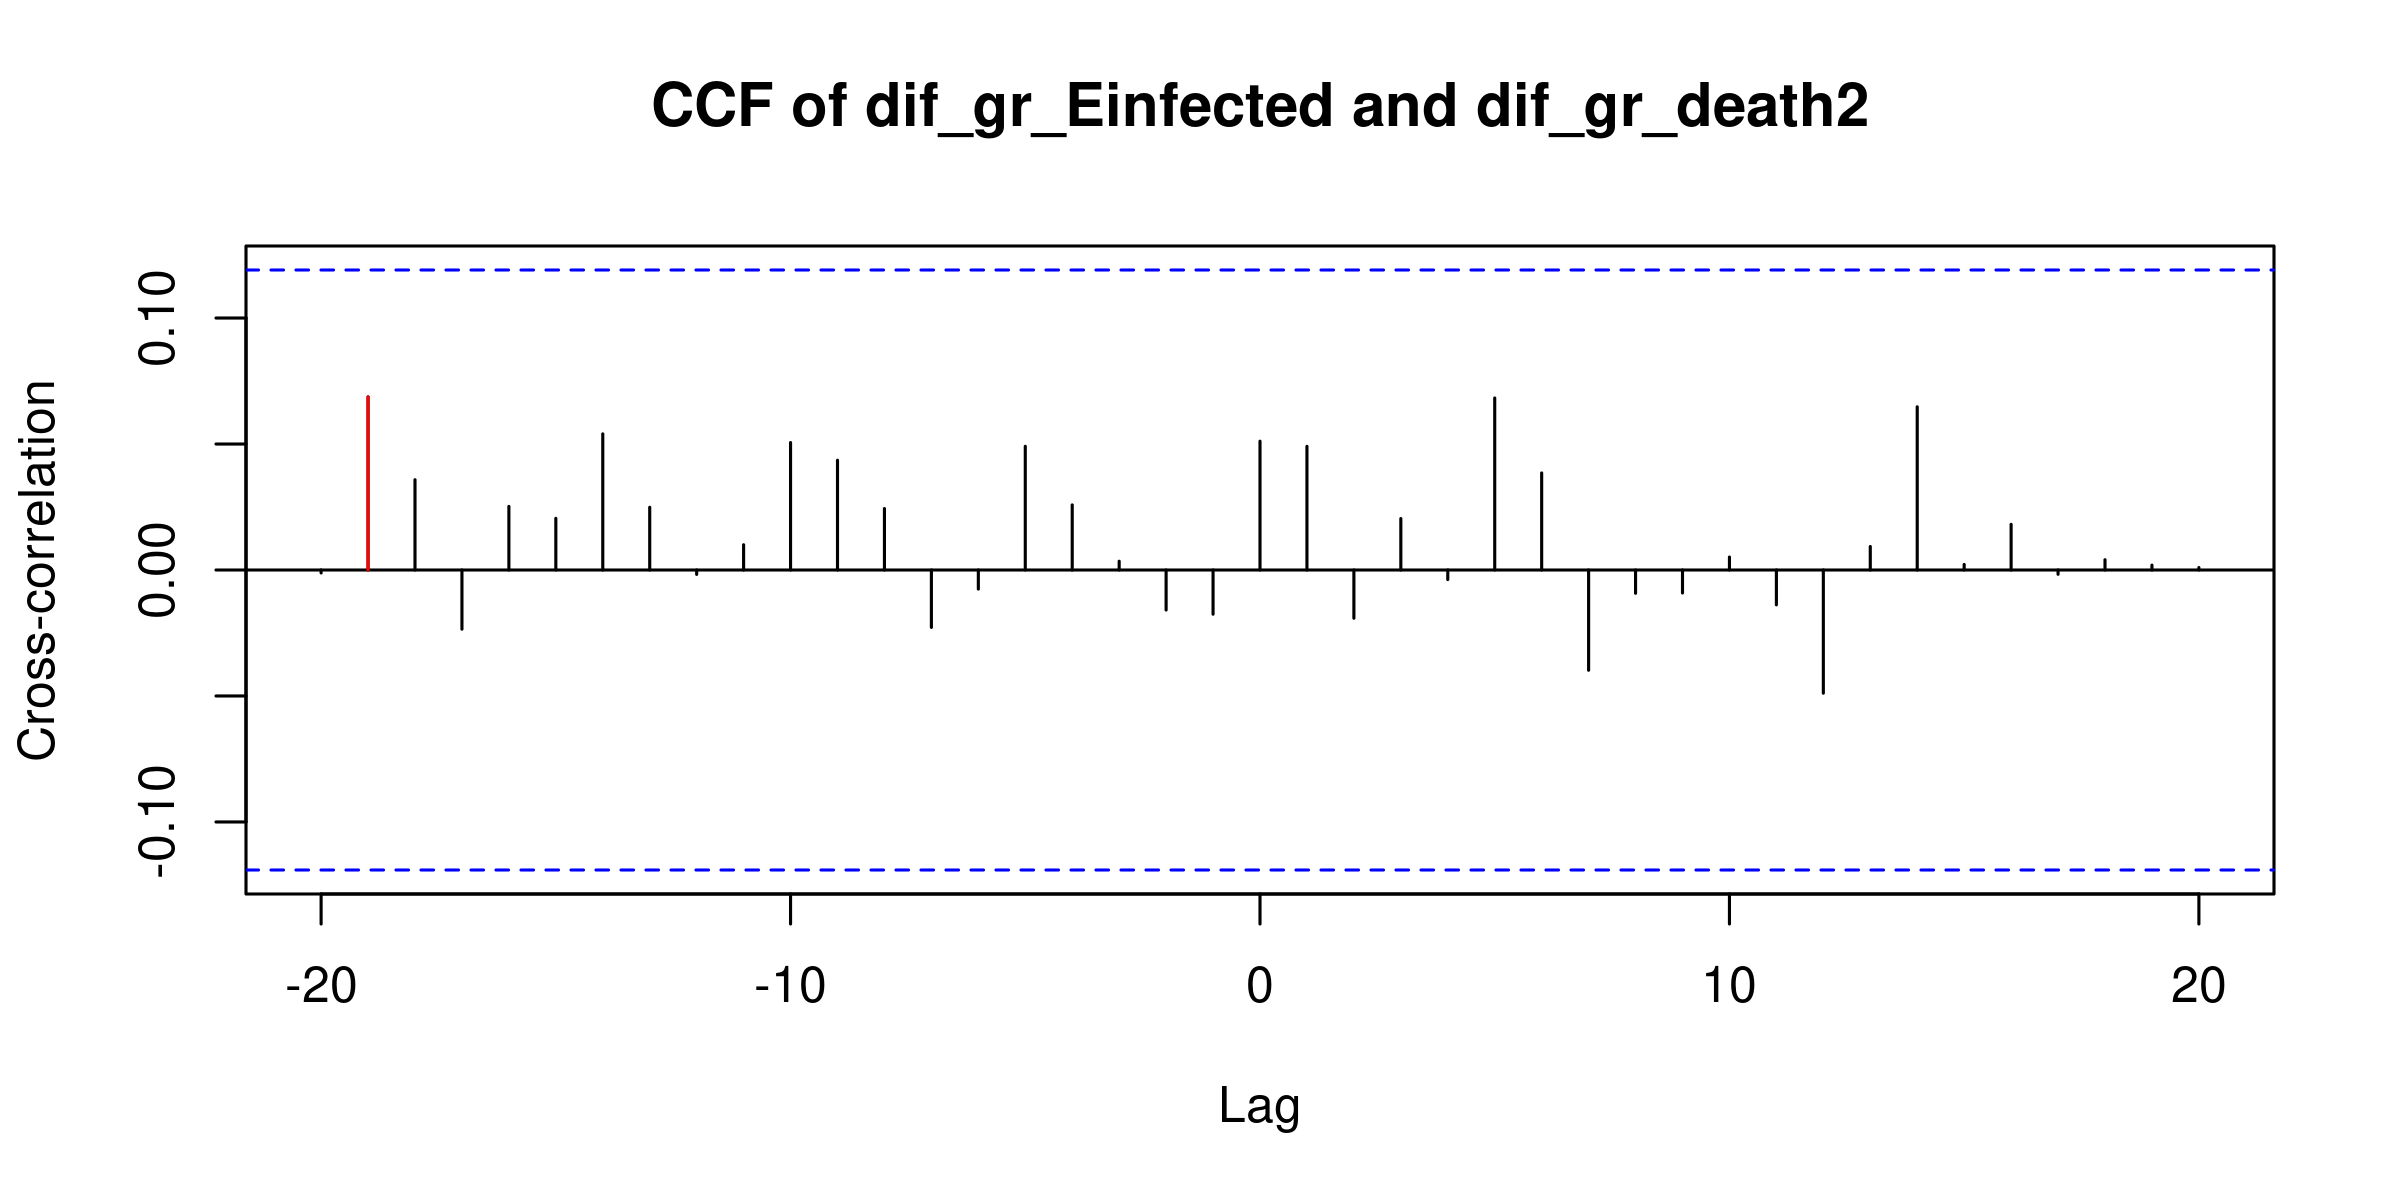 CCF of dif_gr_Einfected and dif_gr_death2
Cross-correlation
0.10
0.00
-0.10
-20 -10 0 10 20
Lag